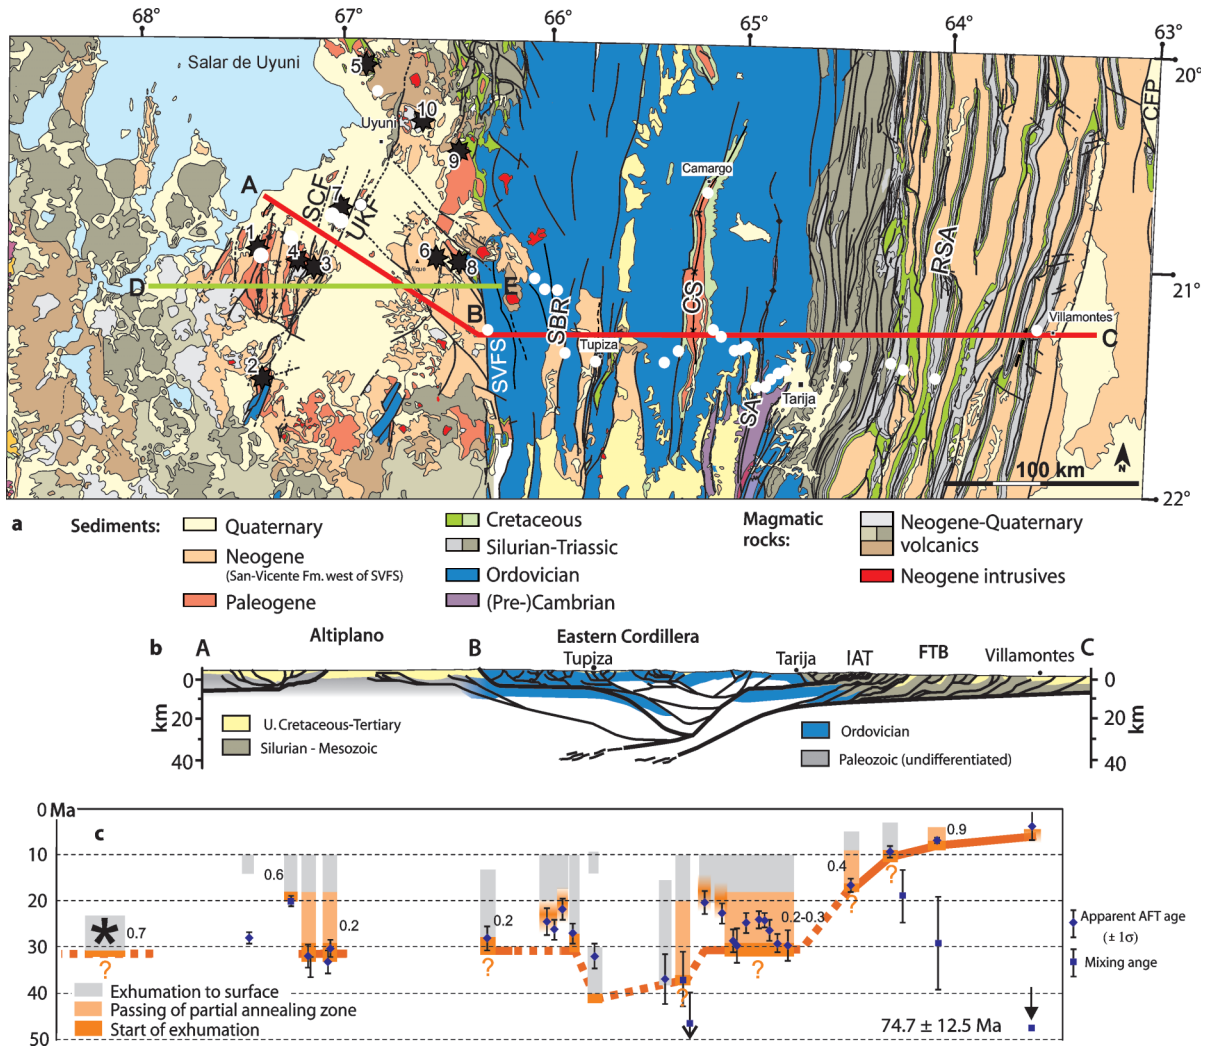 68° 67° 66° 65° 64° 63°
Salar de Uyuni
20°
5
10
Uyuni
CFP
9
Camargo
A
SCF
7
UKF
1
4
3
6
8
RSA
21°
D
E
CS
B
SBR
Villamontes
C
Tupiza
SVFS
2
SA
Tarija
N
100 km
22°
a
Sediments:
Quaternary
Neogene
(San-Vicente Fm. west of SVFS)
Paleogene
Cretaceous
Silurian-Triassic
Ordovician
(Pre-)Cambrian
Magmatic
rocks:
Neogene-Quaternary
volcanics
Neogene intrusives
b
A
Altiplano
B
Eastern Cordillera
Tupiza
Tarija
IAT
FTB
Villamontes
C
0
20
40
km
U. Cretaceous-Tertiary
Silurian - Mesozoic
Ordovician
Paleozoic (undifferentiated)
0
20
40
km
0 Ma
c
10
20
30
40
50
0.7
?
0.6
0.2
?
0.2
?
?
0.2-0.3
?
0.4
?
?
0.9
Apparent AFT age
(± 1σ)
Mixing ange
Exhumation to surface
Passing of partial annealing zone
Start of exhumation
74.7 ± 12.5 Ma